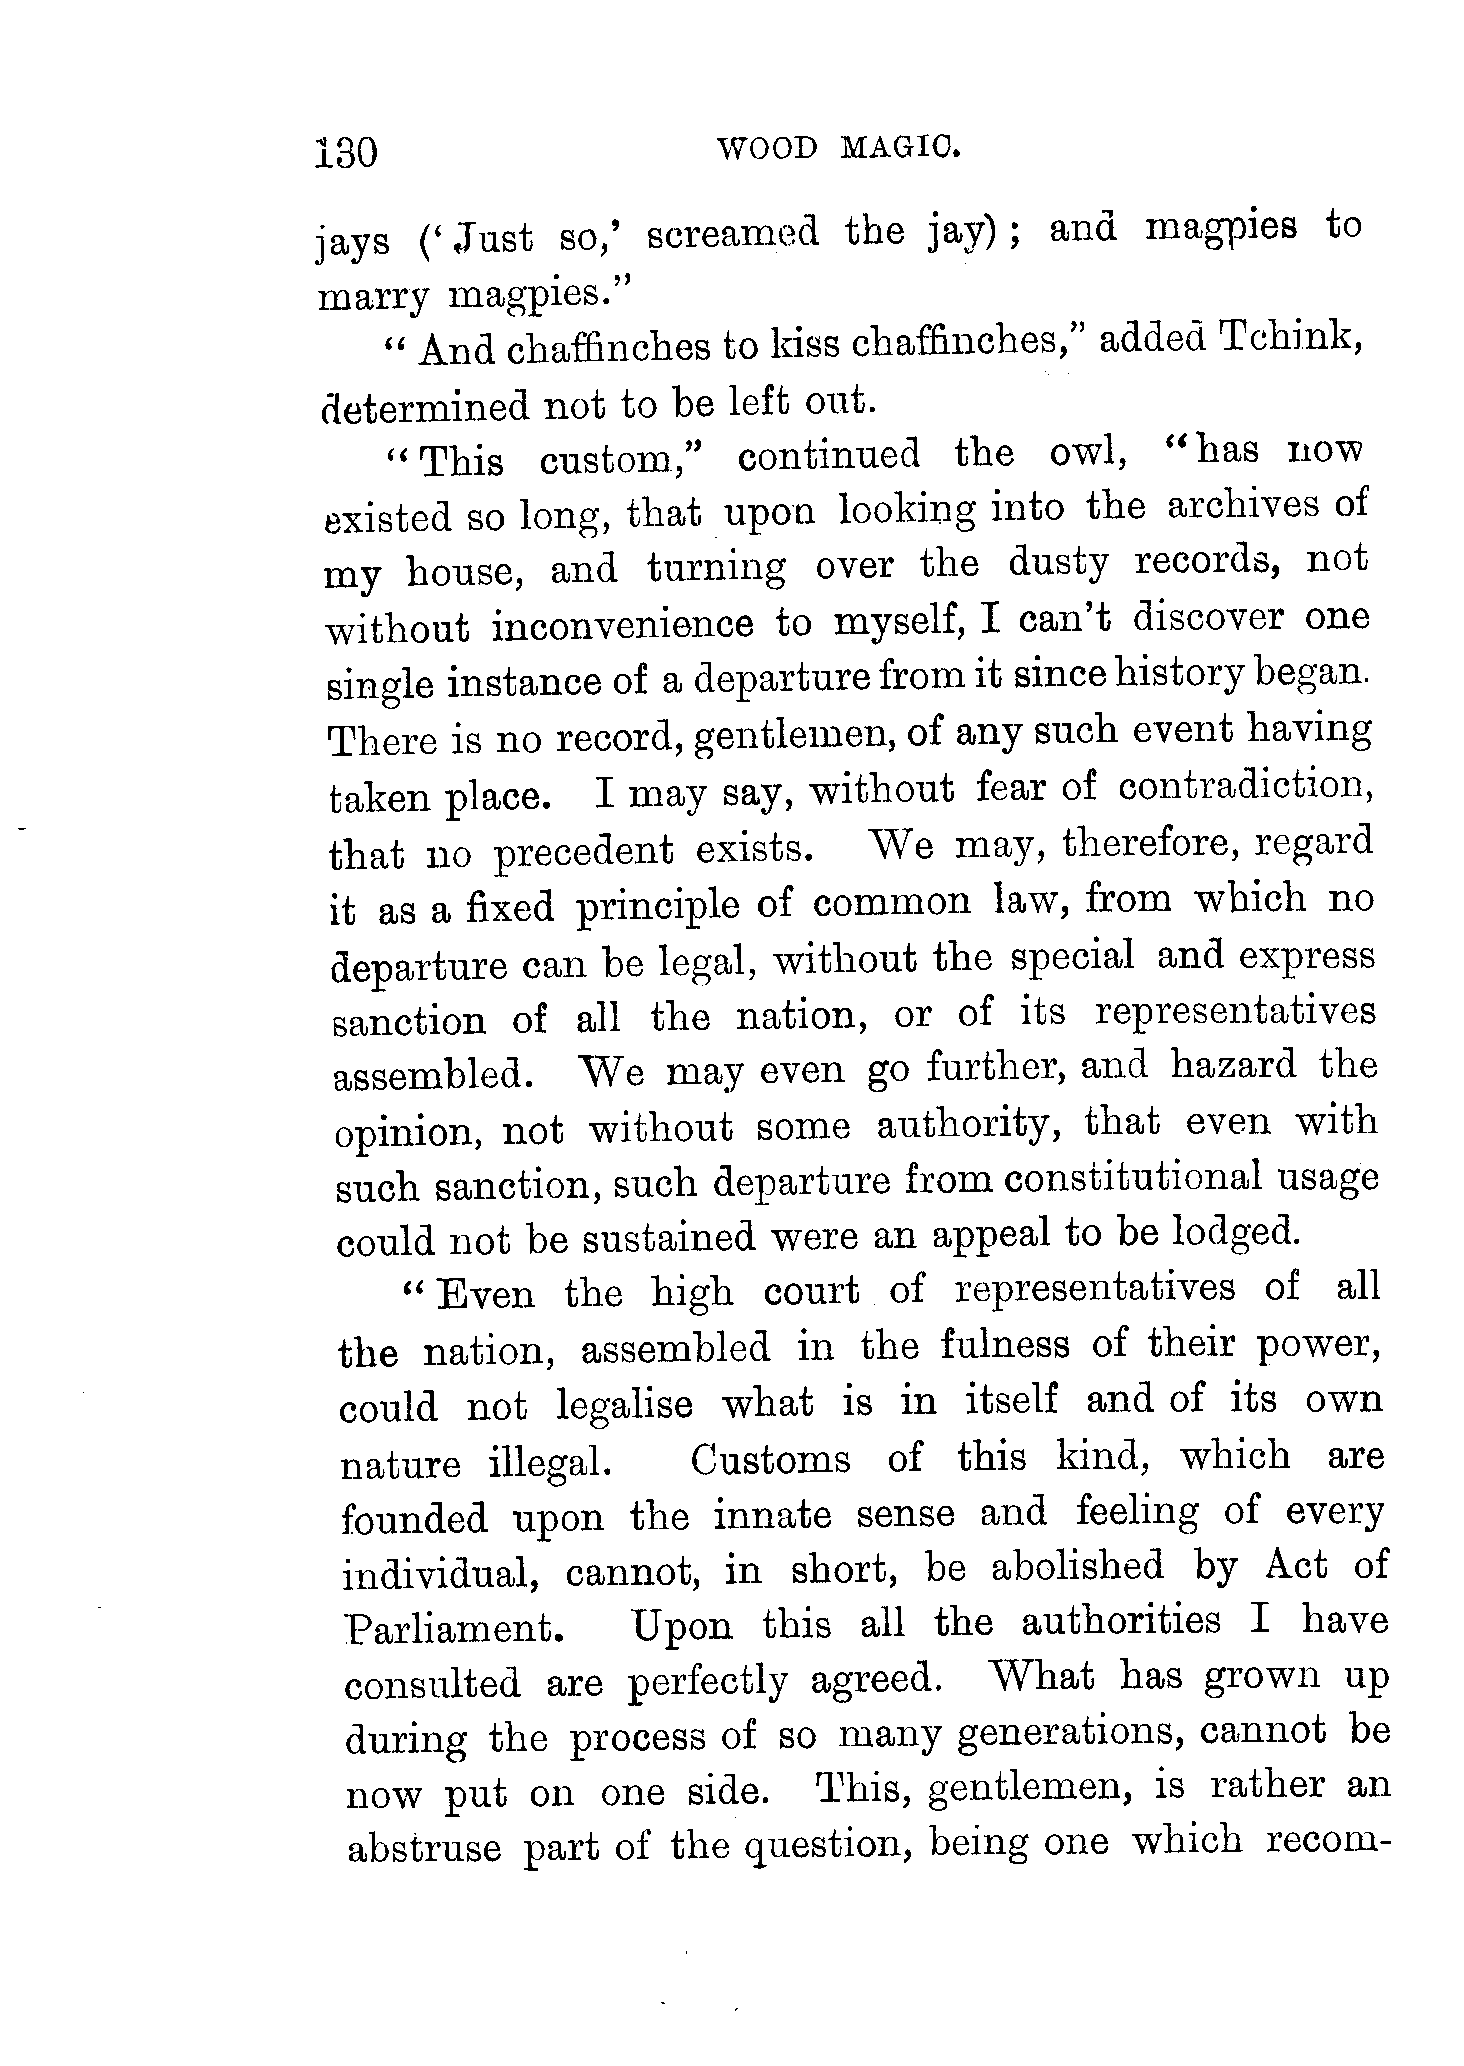 130 WOOD MAGIC.
jays (‘Just so,’ screamed the jay); and magpies to
marry magpies.”
“And chaffinches to kiss chaffinches,” added Tchink,
determined not to be left out.
“This custom,” continued the owl, “has now
existed so long, that upon looking into the archives of
my house, and turning over the dusty records, not
without inconvenience to myself, I can’t discover one
single instance of a departure from it since history began.
There is no record, gentlemen, of any such event having
taken place. I may say, without fear of contradiction,
that no precedent exists. We may, therefore, regard
it as a fixed principle of common law, from which no
departure can be legal, without the special and express
sanction of all the nation, or of its representatives
assembled. We may even go further, and hazard the
opinion, not without some authority, that even with
such sanction, such departure from constitutional usage
could not be sustained were an appeal to be lodged.
“Even the high court of representatives of all
the nation, assembled in the fulness of their power,
could not legalise what is in itself and of its own
nature illegal. Customs of this kind, which are
founded upon the innate sense and feeling of every
individual, cannot, in short, be abolished by Act of
Parliament. Upon this all the authorities I have
consulted are perfectly agreed. What has grown up
during the process of so many generations, cannot be
now put on one side. This, gentlemen, is rather an
abstruse part of the question, being one which recom-